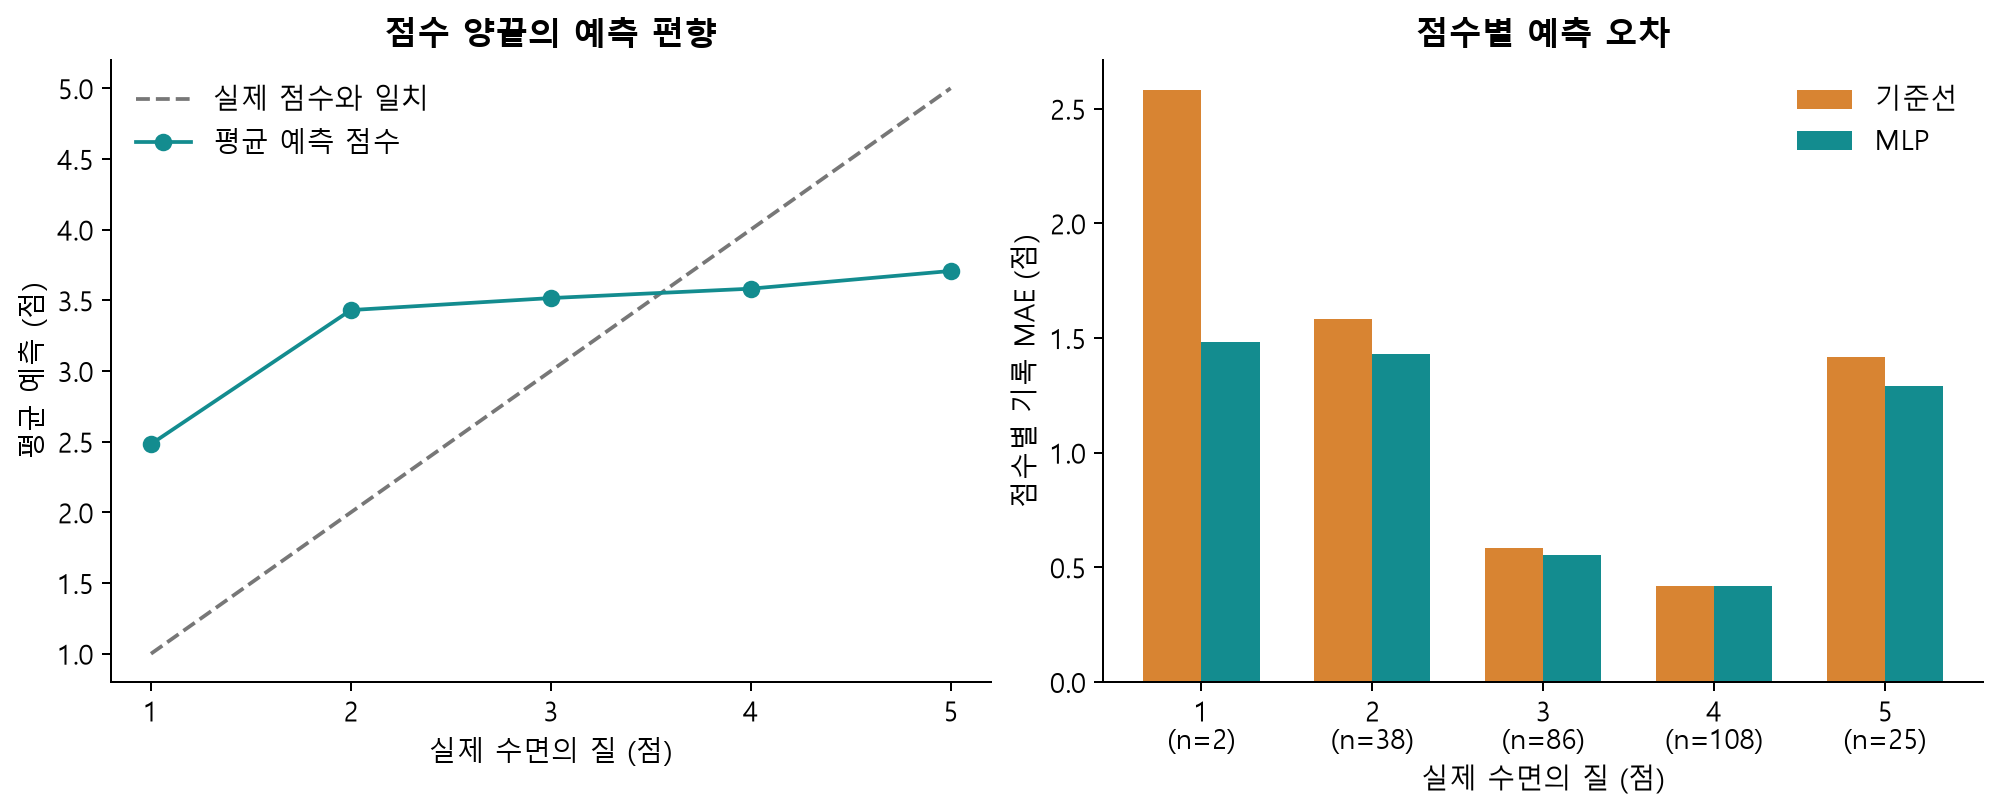 점수 양끝의 예측 편향
실제 점수와 일치
평균 예측 점수
평균 예측 (점)
5.0
4.5
4.0
3.5
3.0
2.5
2.0
1.5
1.0
1 2 3 4 5
실제 수면의 질 (점)
점수별 예측 오차
기준선
MLP
점수별 기록 MAE (점)
2.5
2.0
1.5
1.0
0.5
0.0
1 2 3 4 5
(n=2) (n=38) (n=86) (n=108) (n=25)
실제 수면의 질 (점)